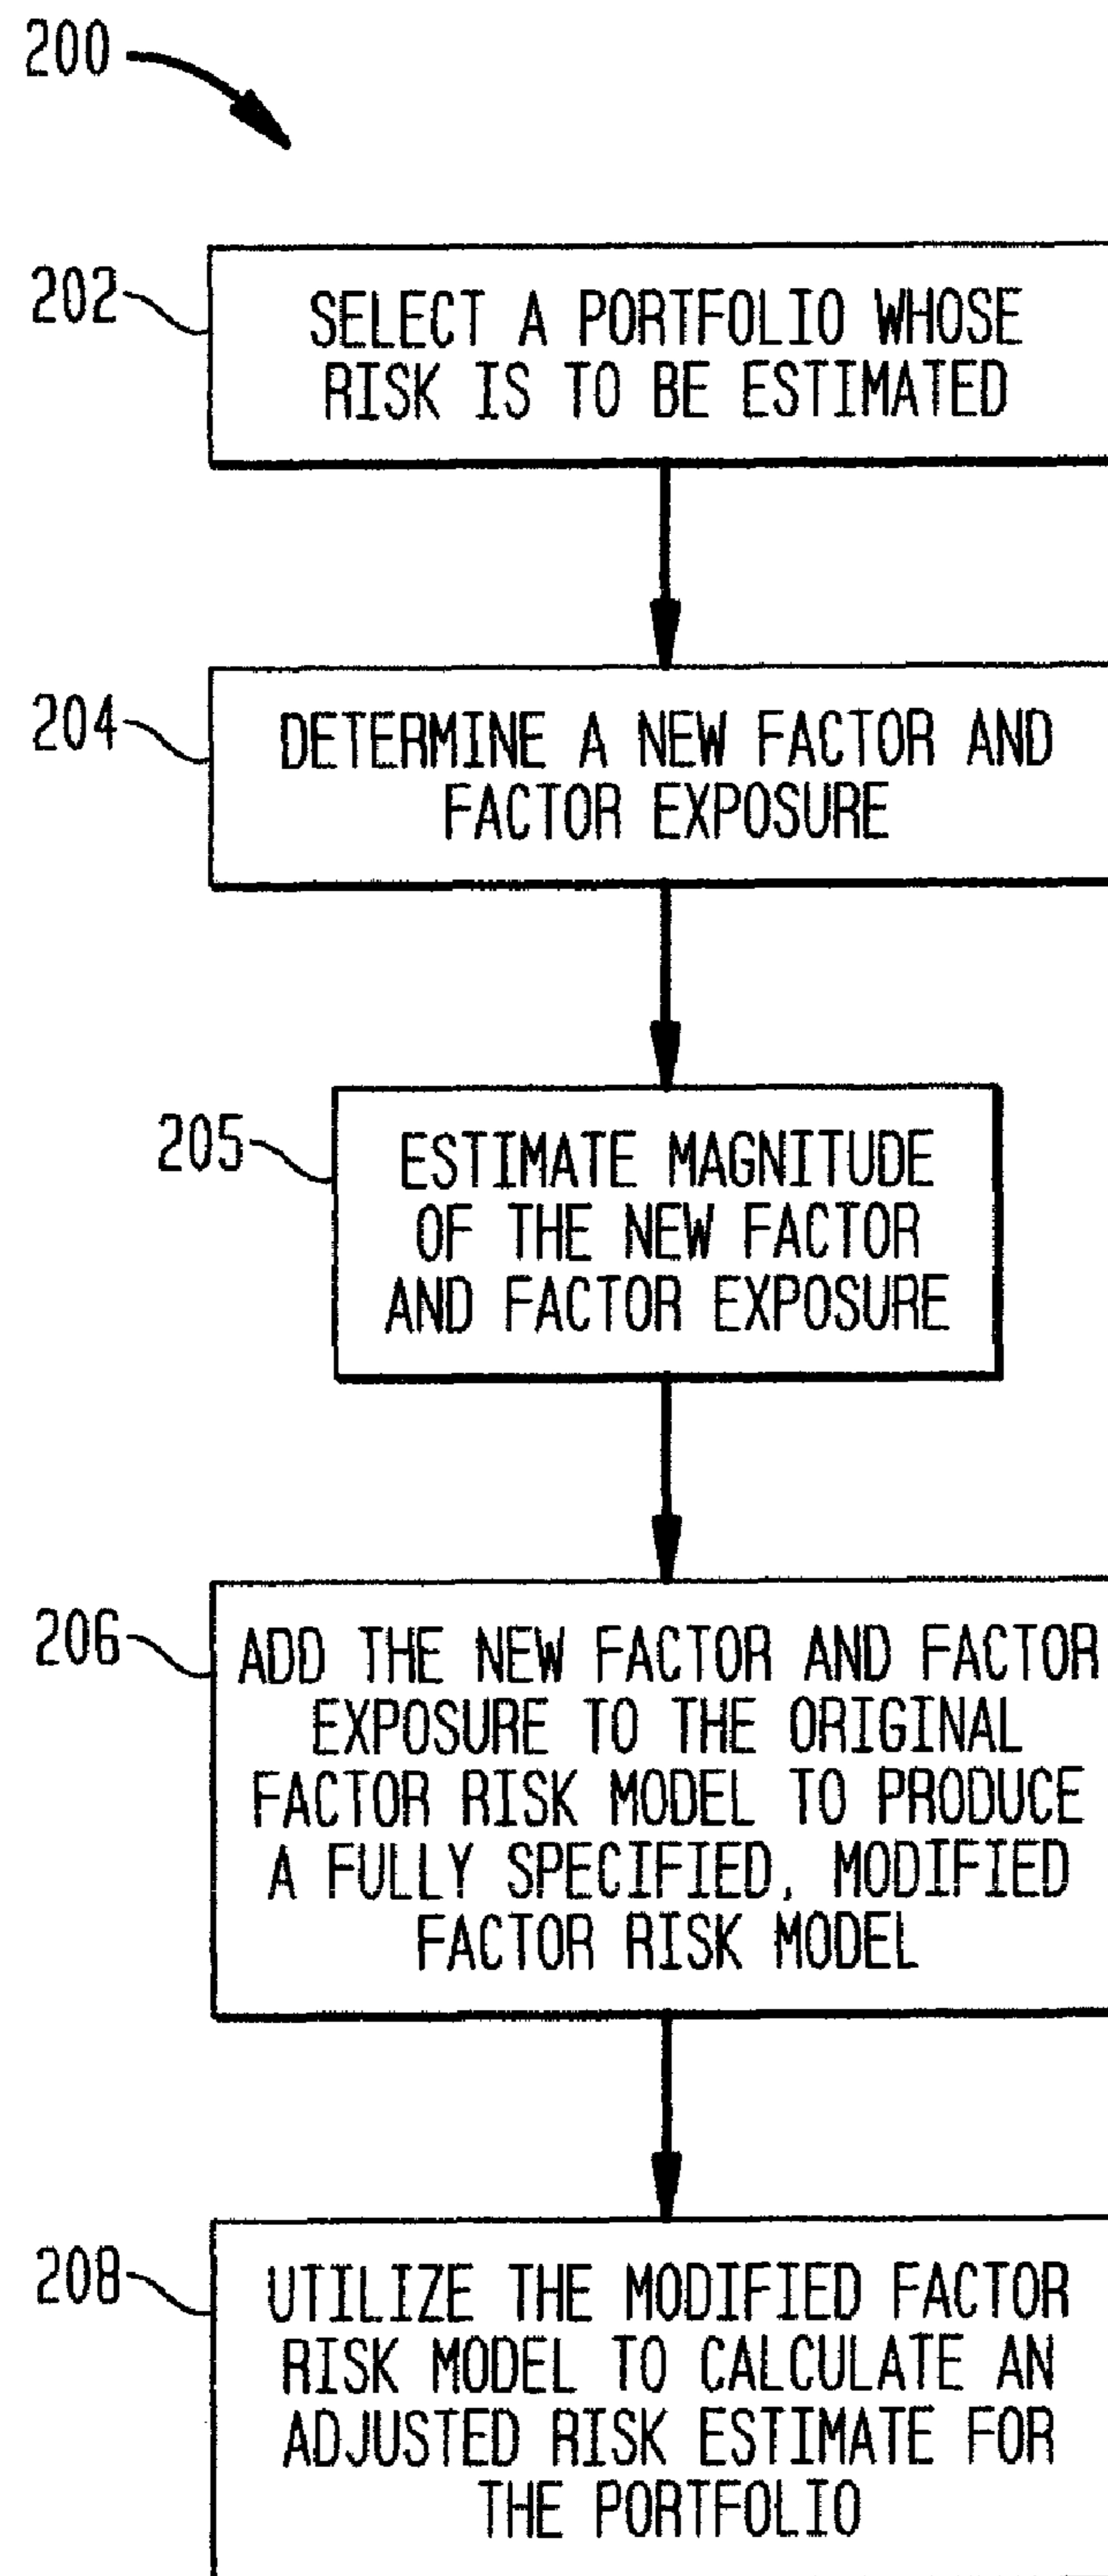 200
202
SELECT A PORTFOLIO WHOSE
RISK IS TO BE ESTIMATED
204
DETERMINE A NEW FACTOR AND
FACTOR EXPOSURE
205
ESTIMATE MAGNITUDE
OF THE NEW FACTOR
AND FACTOR EXPOSURE
206
ADD THE NEW FACTOR AND FACTOR
EXPOSURE TO THE ORIGINAL
FACTOR RISK MODEL TO PRODUCE
A FULLY SPECIFIED, MODIFIED
FACTOR RISK MODEL
208
UTILIZE THE MODIFIED FACTOR
RISK MODEL TO CALCULATE AN
ADJUSTED RISK ESTIMATE FOR
THE PORTFOLIO